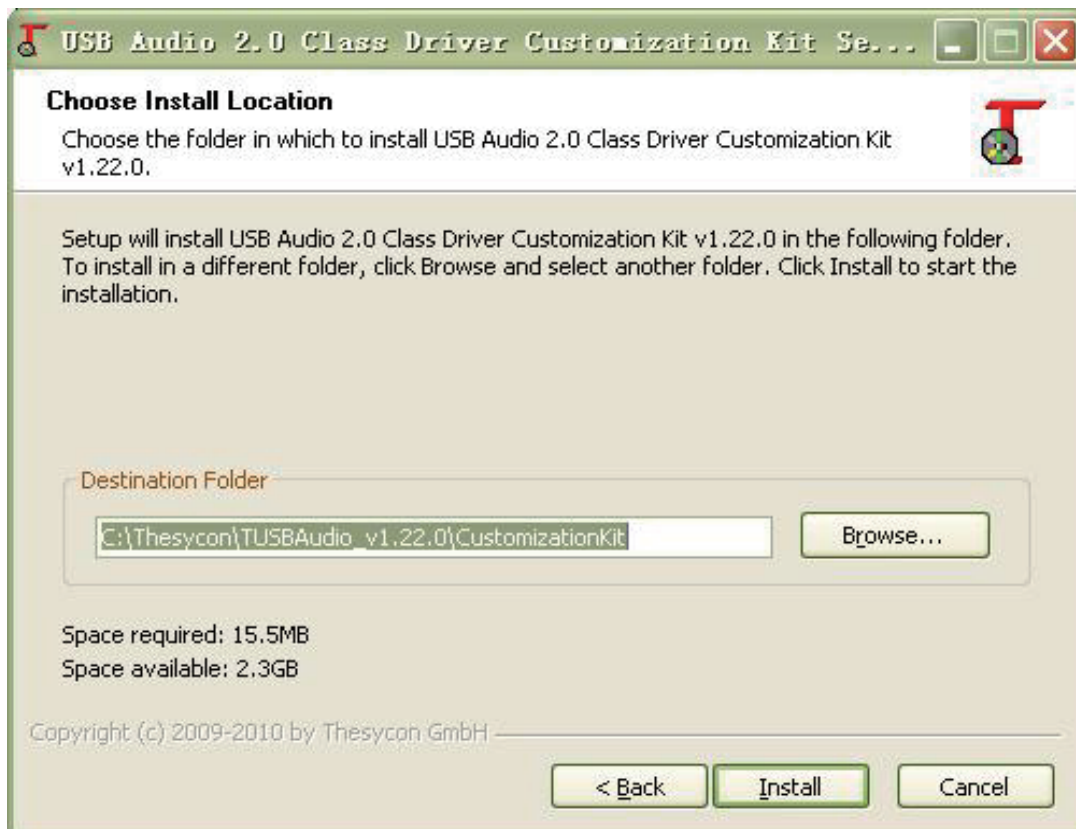 USB Audio 2.0 Class Driver Customization Kit Se...
Choose Install Location
Choose the folder in which to install USB Audio 2.0 Class Driver Customization Kit
v1.22.0.
Setup will install USB Audio 2.0 Class Driver Customization Kit v1.22.0 in the following folder.
To install in a different folder, click Browse and select another folder. Click Install to start the
installation.
Destination Folder
C:\Thesycon\TUSBAudio_v1.22.0\CustomizationKit
Browse...
Space required: 15.5MB
Space available: 2.3GB
Copyright (c) 2009-2010 by Thesycon GmbH
< Back Install Cancel